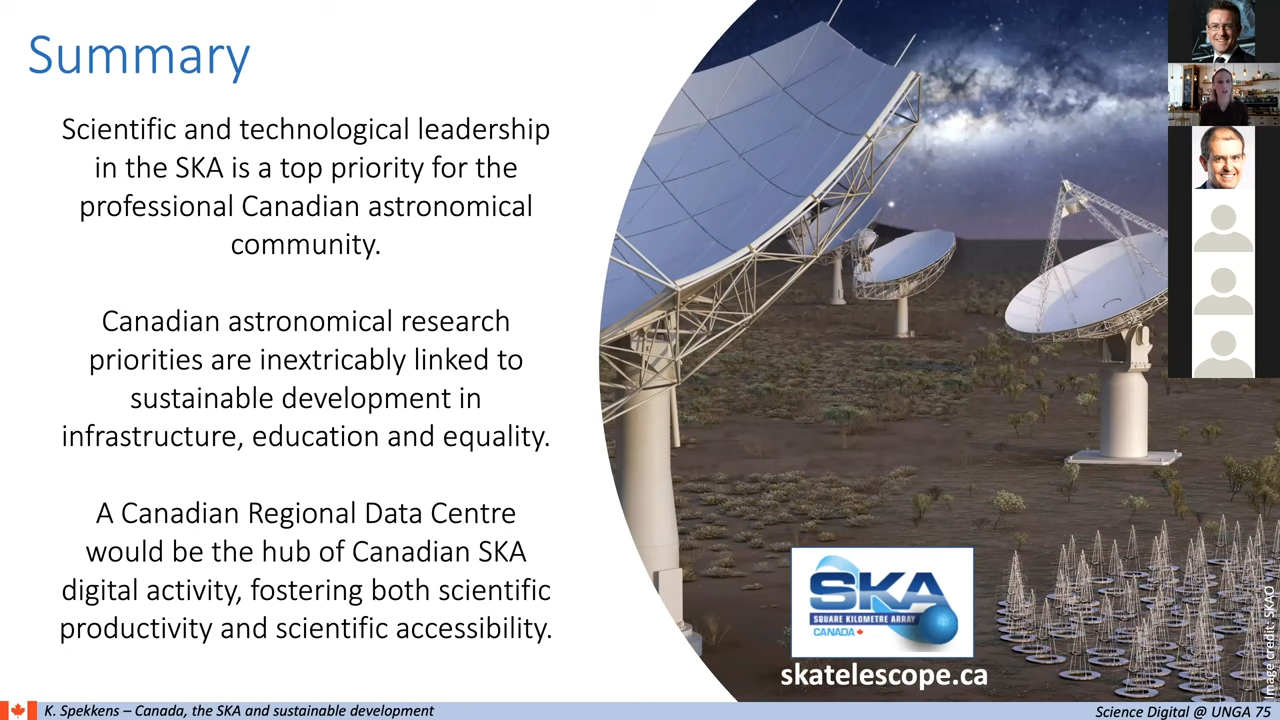 Summary
Scientific and technological leadership
in the SKA is a top priority for the
professional Canadian astronomical
community.
Canadian astronomical research
priorities are inextricably linked to
sustainable development in
infrastructure, education and equality.
A Canadian Regional Data Centre
would be the hub of Canadian SKA
digital activity, fostering both scientific
productivity and scientific accessibility.
SKA
SQUARE KILOMETRE ARRAY
CANADA
skatelescope.ca
Image credit: SKAO
K. Spekkens – Canada, the SKA and sustainable development
Science Digital @ UNGA 75